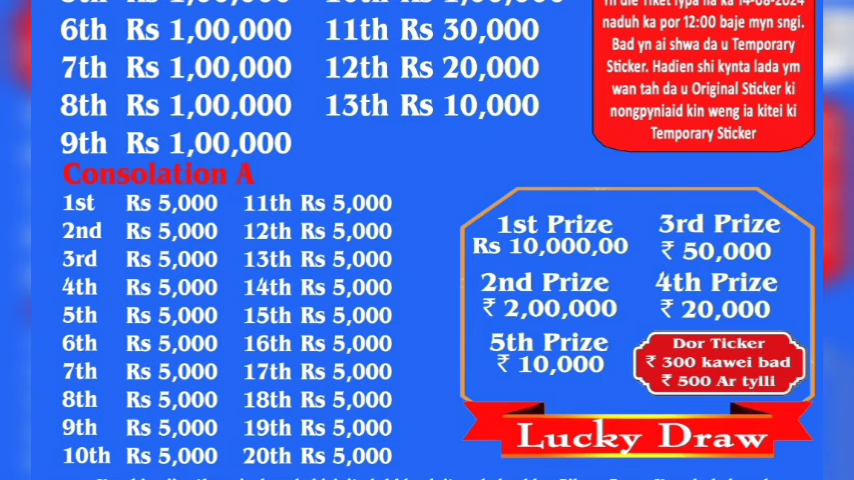 6th Rs 1,00,000 11th Rs 30,000
7th Rs 1,00,000 12th Rs 20,000
8th Rs 1,00,000 13th Rs 10,000
9th Rs 1,00,000
naduh ka por 12:00 baje myn sngi.
Bad yn ai shwa da u Temporary
Sticker. Hadien shi kynta lada ym
wan tah da u Original Sticker ki
nongpyniaid kin weng ia kitei ki
Temporary Sticker
Consolation A
1st Rs 5,000 11th Rs 5,000
2nd Rs 5,000 12th Rs 5,000
3rd Rs 5,000 13th Rs 5,000
4th Rs 5,000 14th Rs 5,000
5th Rs 5,000 15th Rs 5,000
6th Rs 5,000 16th Rs 5,000
7th Rs 5,000 17th Rs 5,000
8th Rs 5,000 18th Rs 5,000
9th Rs 5,000 19th Rs 5,000
10th Rs 5,000 20th Rs 5,000
1st Prize 3rd Prize
Rs 10,000,00 ₹ 50,000
2nd Prize 4th Prize
₹ 2,00,000 ₹ 20,000
5th Prize
₹ 10,000
Dor Ticker
₹ 300 kawei bad
₹ 500 Ar tylli
Lucky Draw